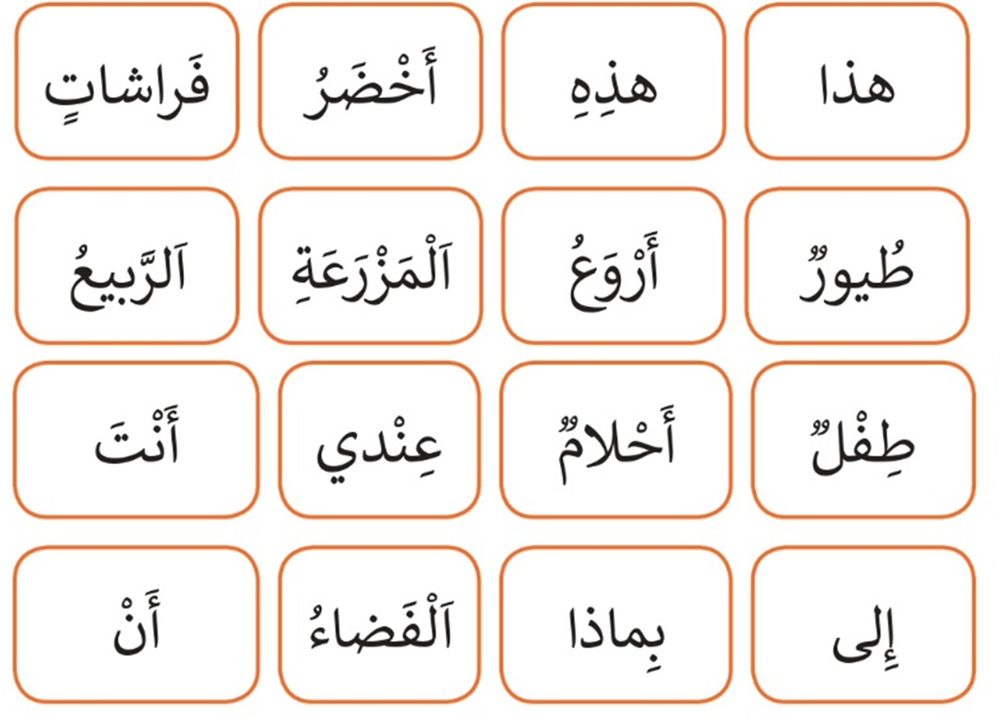 هذا هذِهِ أَخْضَرُ فَراشاتٍ
طُيورٌ أَرْوَعُ اَلْمَزْرَعَةِ اَلرَّبيعُ
طِفْلٌ أَحْلامٌ عِنْدي أَنْتَ
إِلى بِماذا اَلْفَضاءُ أَنْ